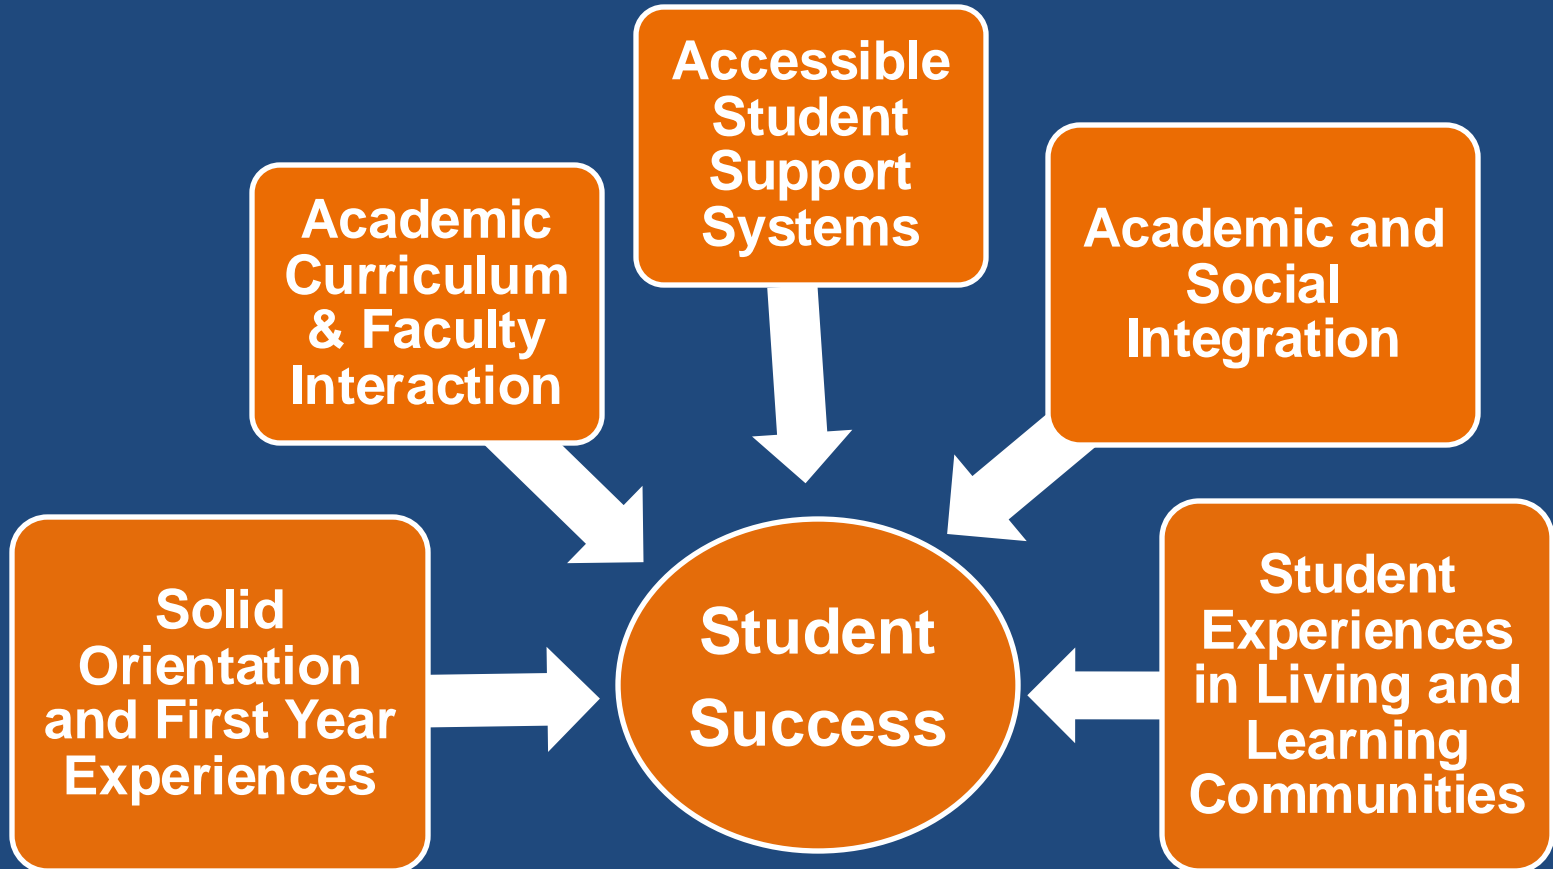 Accessible
Student
Support
Systems
Academic
Curriculum
& Faculty
Interaction
Academic and
Social
Integration
Solid
Orientation
and First Year
Experiences
Student
Success
Student
Experiences
in Living and
Learning
Communities